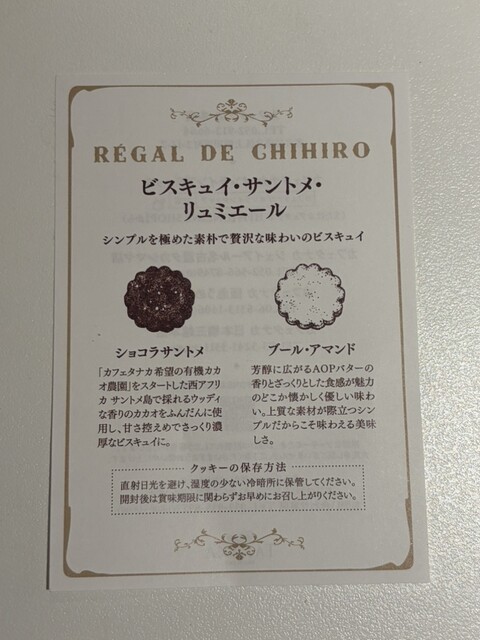 RÉGAL DE CHIHIRO
ビスキュイ・サントメ・
リュミエール
シンプルを極めた素朴で贅沢な味わいのビスキュイ
ショコラサントメ
「カフェタナカ 希望の有機カカ
オ農園」をスタートした西アフリ
カ サントメ島で採れるウッディ
な香りのカカオをふんだんに使
用し、甘さ控えめでさっくり濃
厚なビスキュイに。
ブール・アマンド
芳醇に広がるAOPバターの
香りとざっくりとした食感が魅力
のどこか懐かしく優しい味わ
い。上質な素材が際立つシン
プルだからこそ味わえる美味
しさ。
クッキーの保存方法
直射日光を避け、湿度の少ない冷暗所に保管してください。
開封後は賞味期限に関わらずお早めにお召し上がりください。